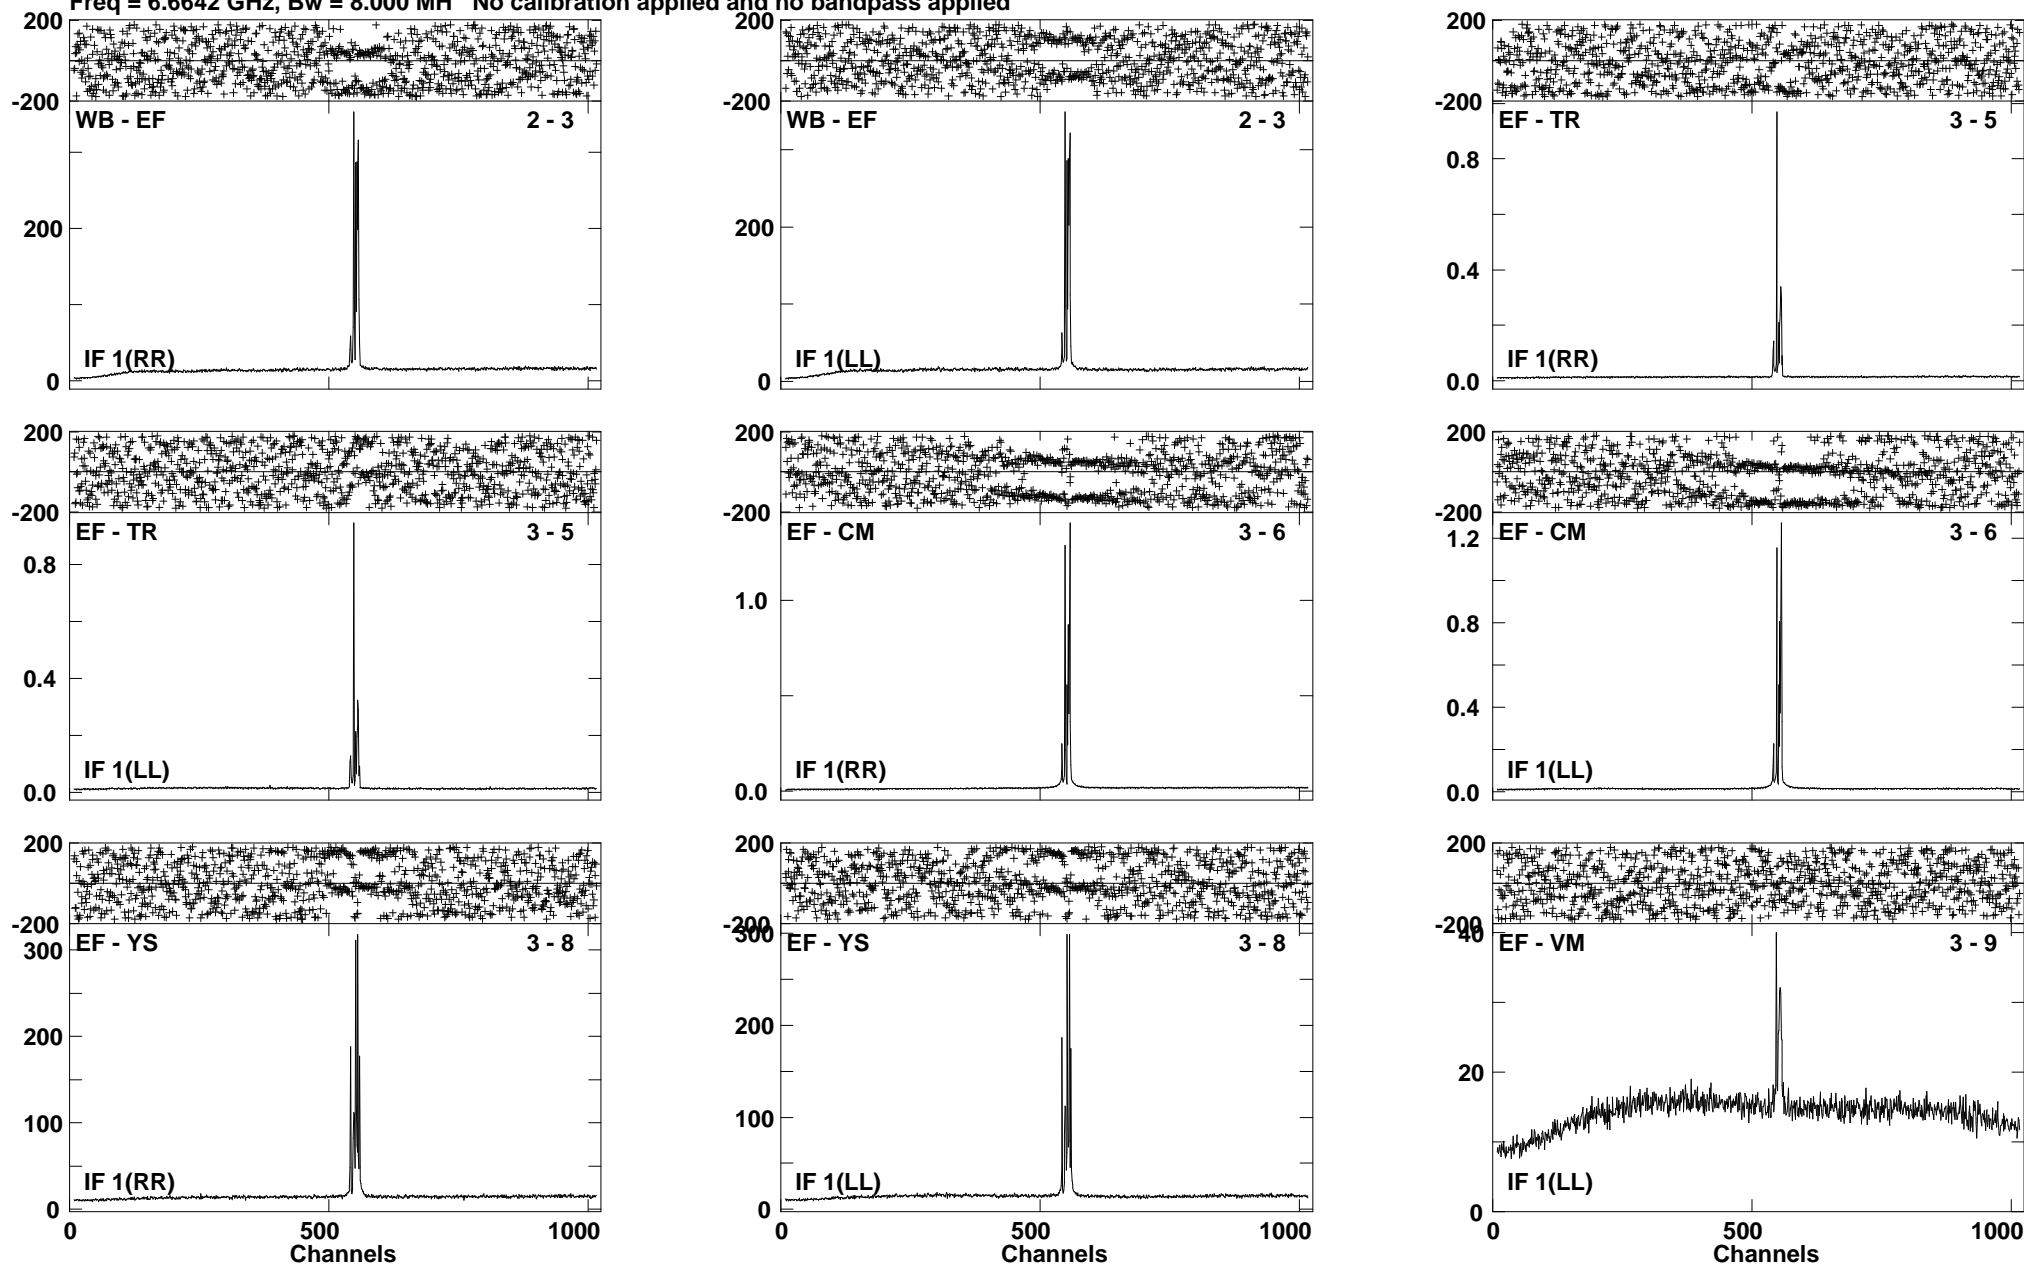 Freq = 6.6642 GHz, Bw = 8.000 MH No calibration applied and no bandpass applied
200
-200
WB - EF 2 - 3
200
IF 1(RR)
0
-200
WB - EF 2 - 3
200
IF 1(LL)
0
200
-200
EF - TR 3 - 5
0.8
0.4
IF 1(RR)
0.0
200
-200
EF - TR 3 - 5
0.8
0.4
IF 1(LL)
0.0
200
-200
EF - CM 3 - 6
1.0
IF 1(RR)
0.0
200
-200
EF - CM 3 - 6
1.2
0.8
0.4
IF 1(LL)
0.0
200
-200
EF - YS 3 - 8
300
200
100
IF 1(RR)
0
0 500 1000
Channels
200
-200
300
EF - YS 3 - 8
200
100
IF 1(LL)
0
0 500 1000
Channels
200
-200
40
EF - VM 3 - 9
20
IF 1(LL)
0
0 500 1000
Channels